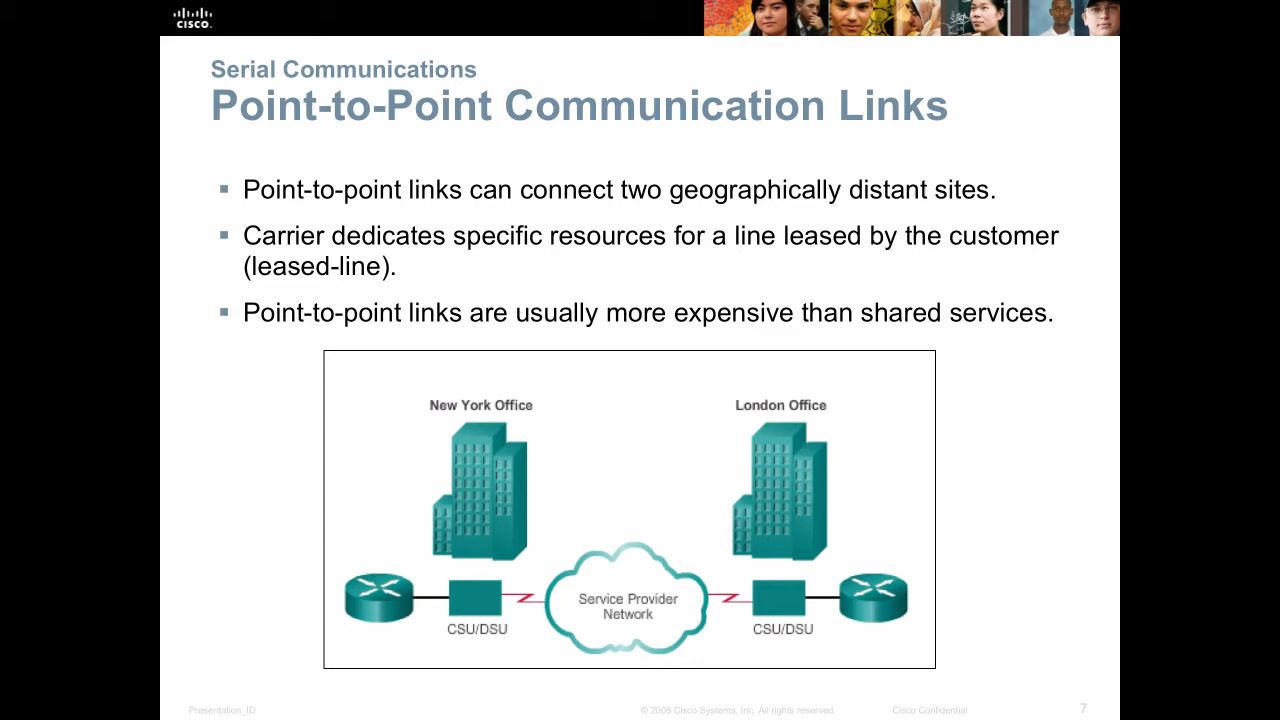 CISCO.
Serial Communications
Point-to-Point Communication Links
Point-to-point links can connect two geographically distant sites.
Carrier dedicates specific resources for a line leased by the customer
(leased-line).
Point-to-point links are usually more expensive than shared services.
New York Office
London Office
Service Provider
Network
CSU/DSU
CSU/DSU
Presentation_ID
© 2008 Cisco Systems, Inc. All rights reserved.
Cisco Confidential
7